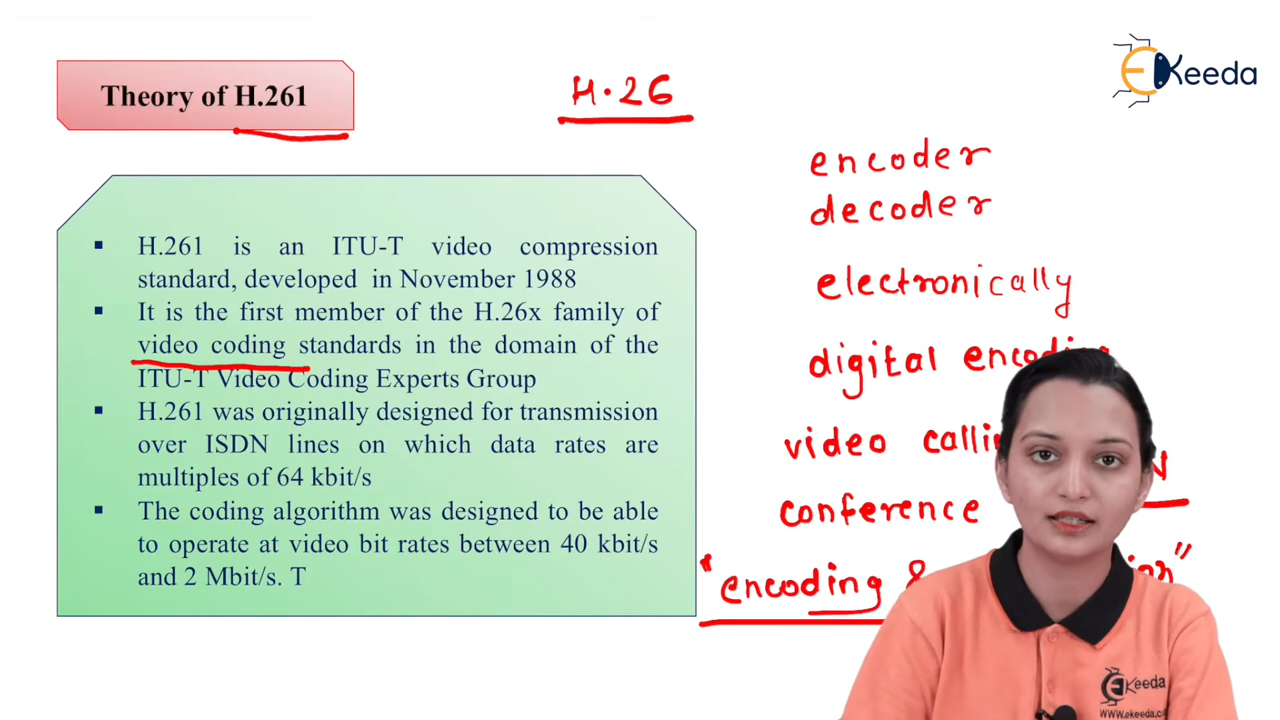 Theory of H.261
H.26
EKeeda
encoder
decoder
electronically
digital encoding
video calling
conference
"encoding &
H.261 is an ITU-T video compression
standard, developed in November 1988
It is the first member of the H.26x family of
video coding standards in the domain of the
ITU-T Video Coding Experts Group
H.261 was originally designed for transmission
over ISDN lines on which data rates are
multiples of 64 kbit/s
The coding algorithm was designed to be able
to operate at video bit rates between 40 kbit/s
and 2 Mbit/s. T
EKeeda